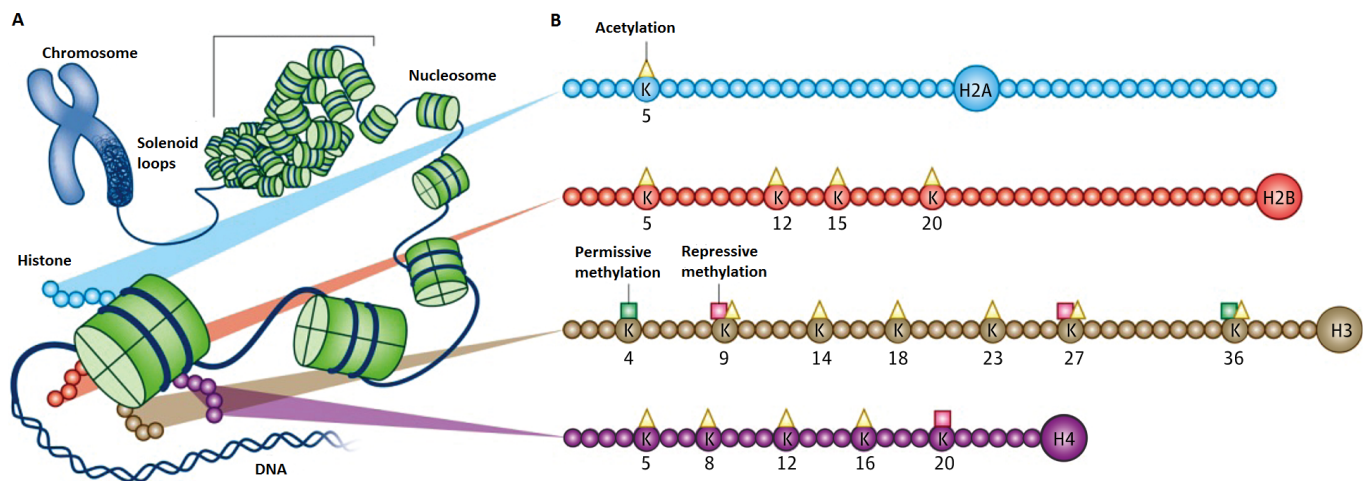 A
Chromosome
Solenoid
loops
Nucleosome
Histone
DNA
B
Acetylation
K H2A
5
K K K K H2B
5 12 15 20
Permissive
methylation
Repressive
methylation
K K K K K K K H3
4 9 14 18 23 27 36
K K K K K H4
5 8 12 16 20